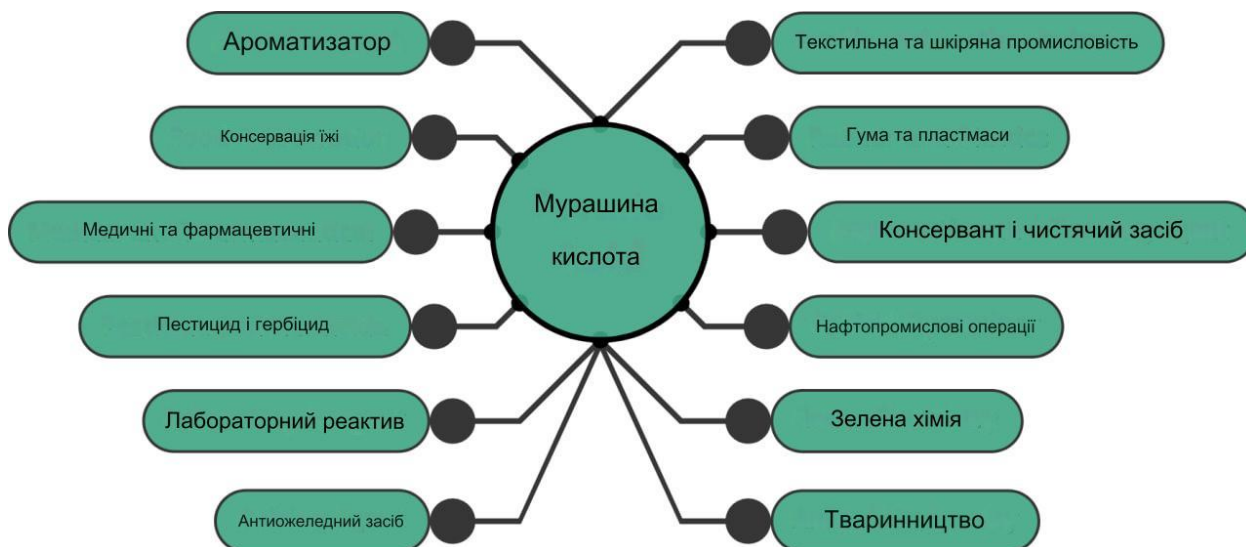 Ароматизатор
Текстильна та шкіряна промисловість
Консервація їжі
Гума та пластмаси
Мурашина
кислота
Медичні та фармацевтичні
Консервант і чистячий засіб
Пестицид і гербіцид
Нафтопромислові операції
Лабораторний реактив
Зелена хімія
Антиожеледний засіб
Тваринництво